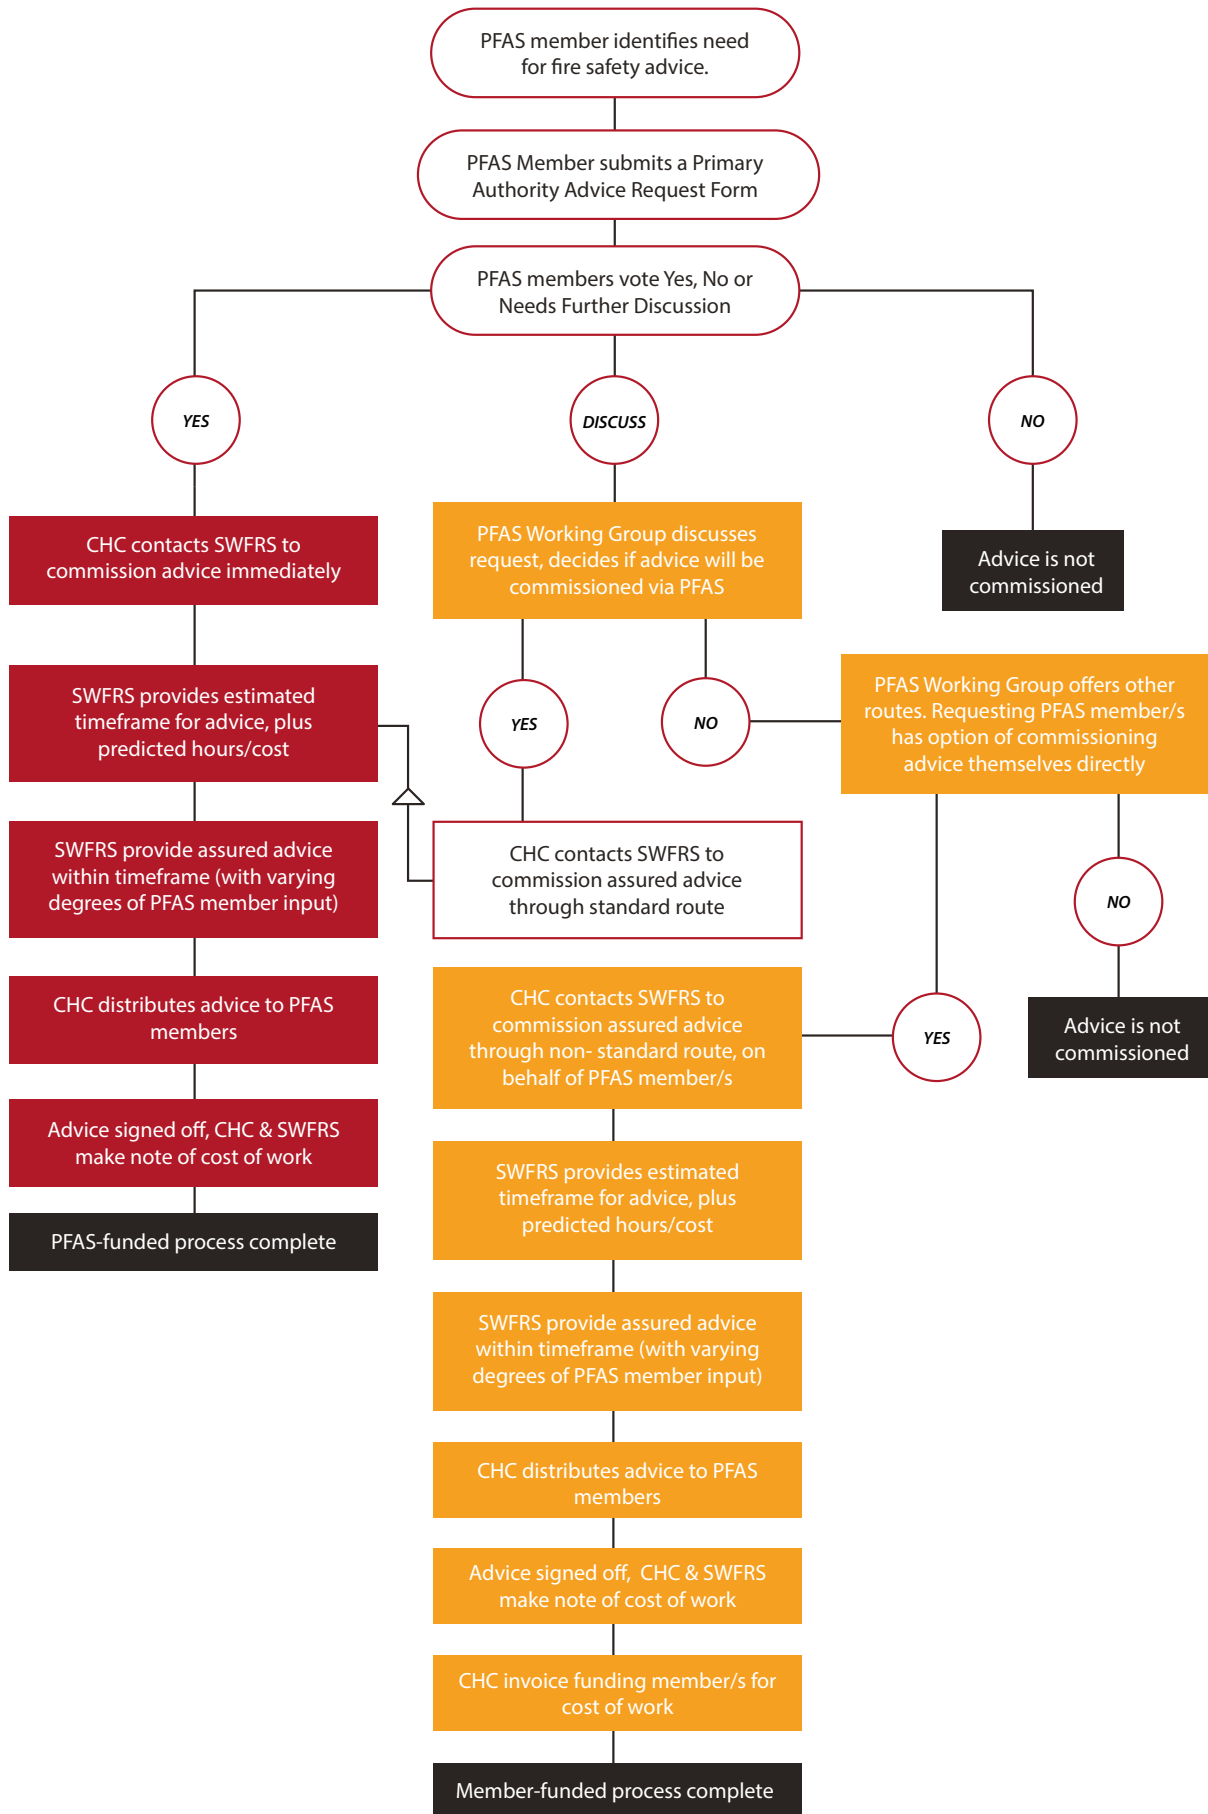 PFAS member identifies need
for fire safety advice.
PFAS Member submits a Primary
Authority Advice Request Form
PFAS members vote Yes, No or
Needs Further Discussion
YES
DISCUSS
NO
CHC contacts SWFRS to
commission advice immediately
PFAS Working Group discusses
request, decides if advice will be
commissioned via PFAS
Advice is not
commissioned
SWFRS provides estimated
timeframe for advice, plus
predicted hours/cost
YES
NO
PFAS Working Group offers other
routes. Requesting PFAS member/s
has option of commissioning
advice themselves directly
SWFRS provide assured advice
within timeframe (with varying
degrees of PFAS member input)
CHC contacts SWFRS to
commission assured advice
through standard route
NO
CHC distributes advice to PFAS
members
CHC contacts SWFRS to
commission assured advice
through non- standard route, on
behalf of PFAS member/s
YES
Advice is not
commissioned
Advice signed off, CHC & SWFRS
make note of cost of work
SWFRS provides estimated
timeframe for advice, plus
predicted hours/cost
PFAS-funded process complete
SWFRS provide assured advice
within timeframe (with varying
degrees of PFAS member input)
CHC distributes advice to PFAS
members
Advice signed off,  CHC & SWFRS
make note of cost of work
CHC invoice funding member/s for
cost of work
Member-funded process complete